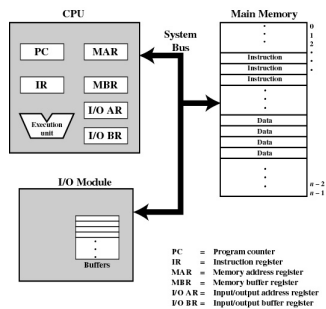 CPU
Main Memory
System
Bus
PC
MAR
IR
MBR
I/O AR
Execution
unit
I/O BR
0
1
2
Instruction
Instruction
Instruction
Data
Data
Data
Data
n – 2
n – 1
I/O Module
Buffers
PC = Program counter
IR = Instruction register
MAR = Memory address register
MBR = Memory buffer register
I/O AR = Input/output address register
I/O BR = Input/output buffer register